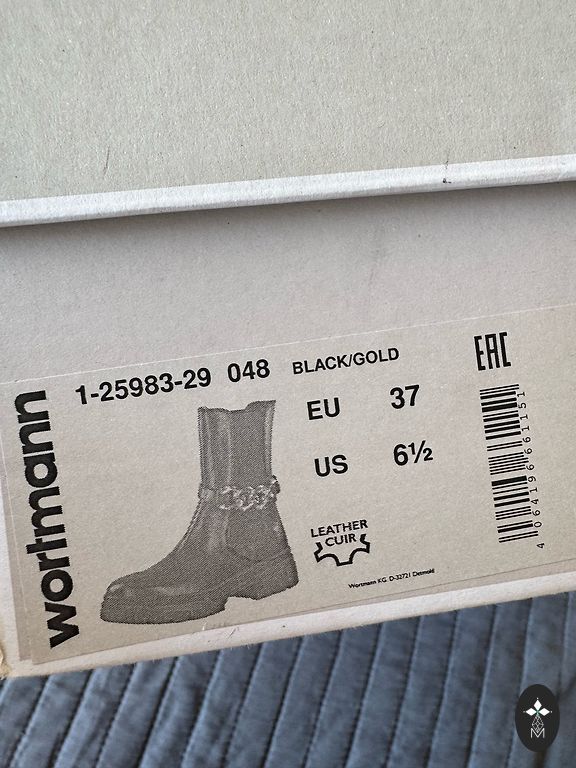 wortmann
1-25983-29 048 BLACK/GOLD
EAC
EU 37
US 6½
LEATHER
CUIR
Wortmann KG D-32721 Detmold
4 064196 661151
M